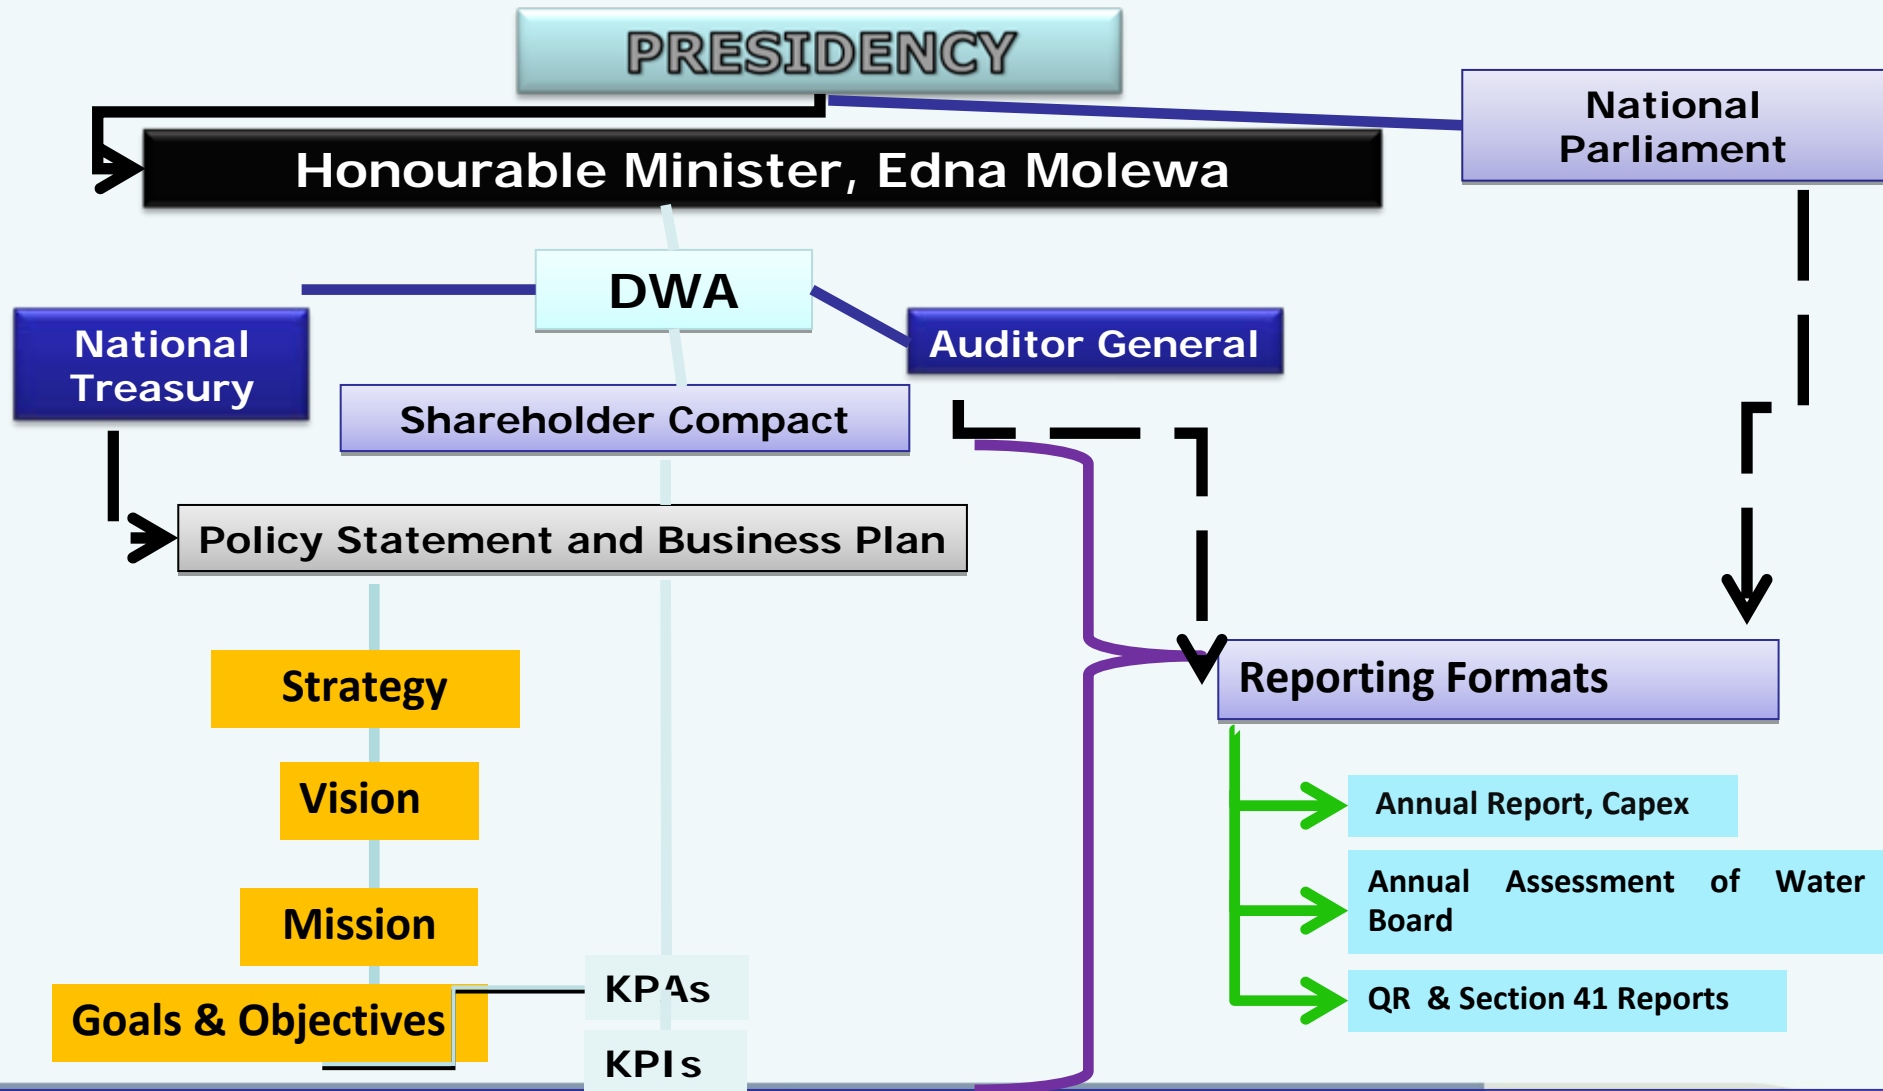 PRESIDENCY
National
Parliament
Honourable Minister, Edna Molewa
DWA
National
Treasury
Auditor General
Shareholder Compact
Policy Statement and Business Plan
Strategy
Reporting Formats
Vision
Annual Report, Capex
Mission
Annual Assessment of Water
Board
KPAs
Goals & Objectives
QR & Section 41 Reports
KPIs